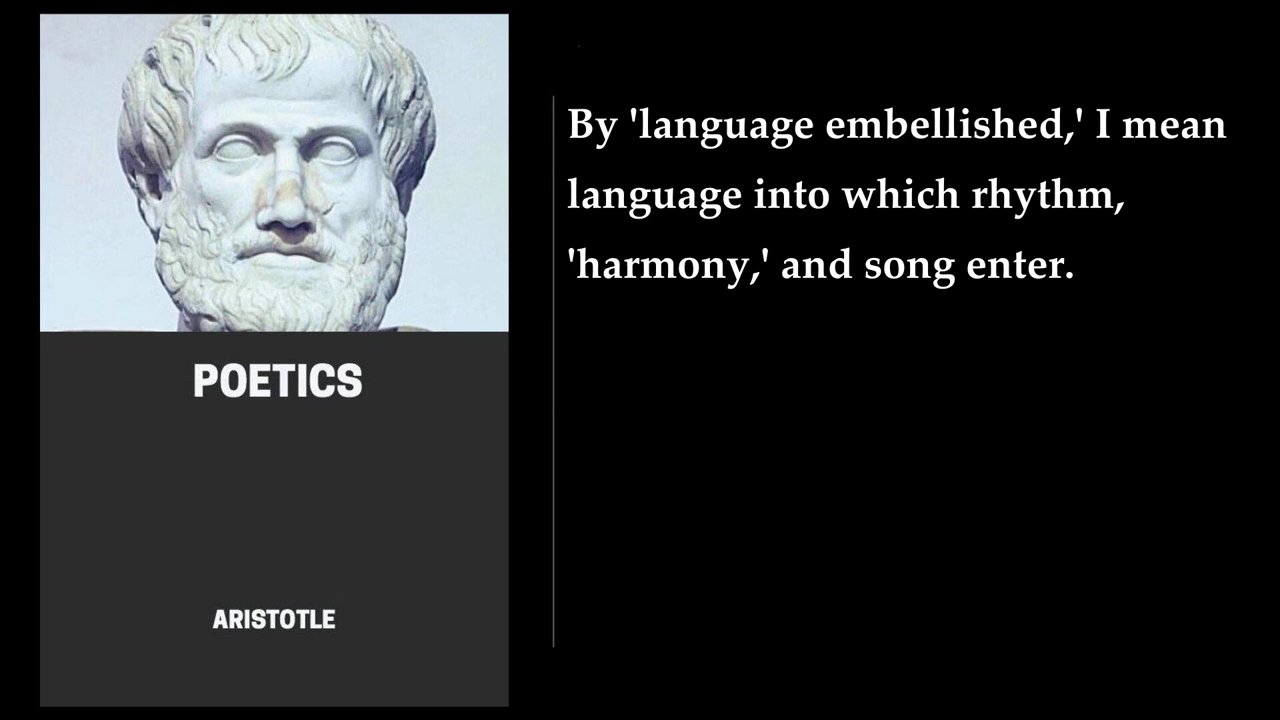 POETICS
ARISTOTLE
By 'language embellished,' I mean
language into which rhythm,
'harmony,' and song enter.